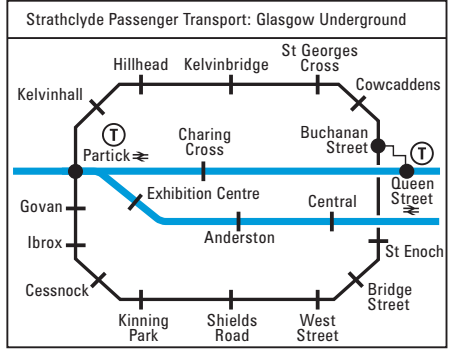 Strathclyde Passenger Transport: Glasgow Underground
St Georges
Cross
Hillhead
Kelvinbridge
Cowcaddens
Kelvinhall
T
Partick
Charing
Cross
Buchanan
Street
T
Queen
Street
Exhibition Centre
Govan
Central
Anderston
Ibrox
St Enoch
Cessnock
Bridge
Street
Kinning
Park
Shields
Road
West
Street